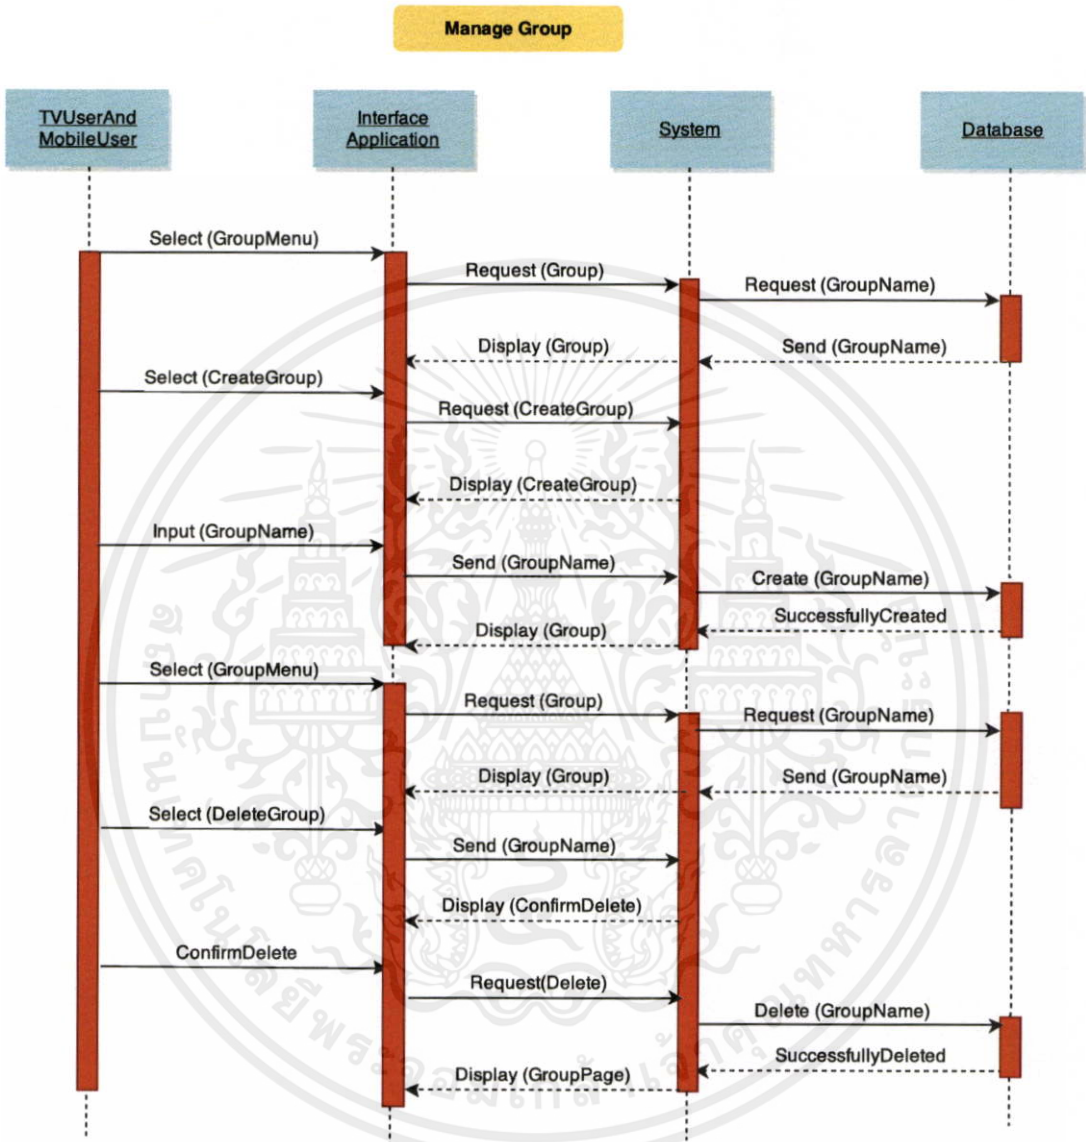 Manage Group
TVUserAnd
MobileUser
Interface
Application
System
Database
Select (GroupMenu)
Request (Group)
Request (GroupName)
Display (Group)
Send (GroupName)
Select (CreateGroup)
Request (CreateGroup)
Display (CreateGroup)
Input (GroupName)
Send (GroupName)
Create (GroupName)
SuccessfullyCreated
Display (Group)
Select (GroupMenu)
Request (Group)
Request (GroupName)
Display (Group)
Send (GroupName)
Select (DeleteGroup)
Send (GroupName)
Display (ConfirmDelete)
ConfirmDelete
Request(Delete)
Delete (GroupName)
SuccessfullyDeleted
Display (GroupPage)